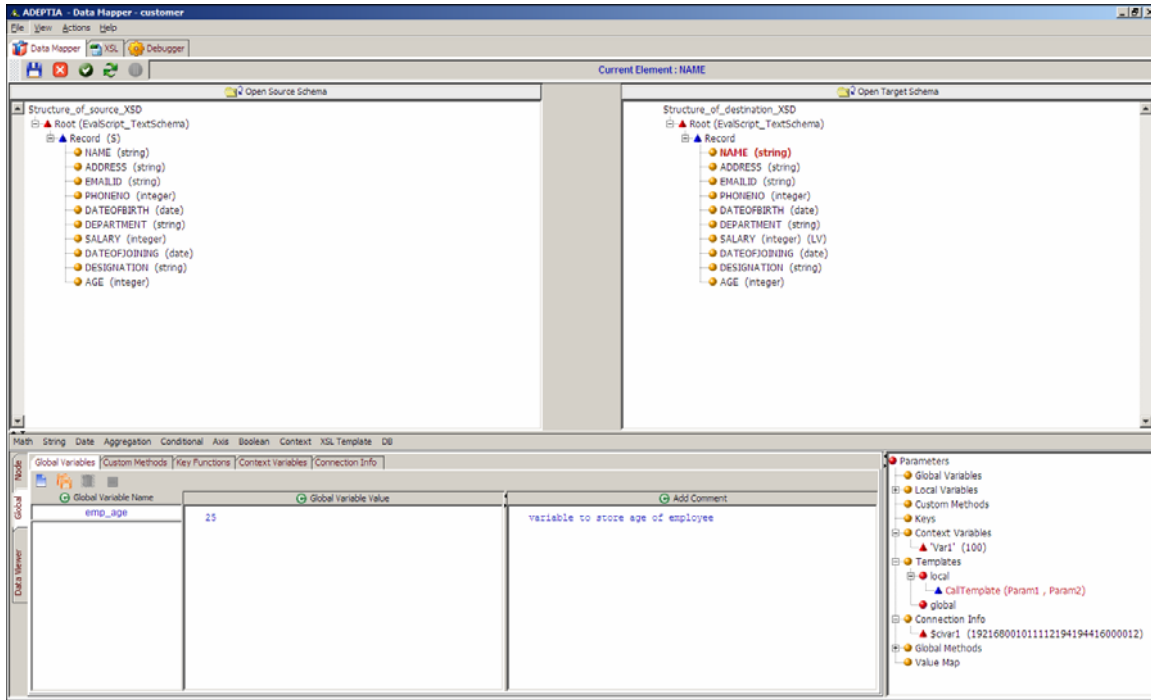 ADEPTIA - Data Mapper - customer
File View Actions Help
Data Mapper XSL Debugger
Current Element : NAME
Open Source Schema
Open Target Schema
Structure_of_source_XSD
Root (EvalScript_TextSchema)
Record ($)
NAME (string)
ADDRESS (string)
EMAILID (string)
PHONENO (integer)
DATEOFBIRTH (date)
DEPARTMENT (string)
SALARY (integer)
DATEOFJOINING (date)
DESIGNATION (string)
AGE (integer)
Structure_of_destination_XSD
Root (EvalScript_TextSchema)
Record
NAME (string)
ADDRESS (string)
EMAILID (string)
PHONENO (integer)
DATEOFBIRTH (date)
DEPARTMENT (string)
SALARY (integer) (LV)
DATEOFJOINING (date)
DESIGNATION (string)
AGE (integer)
Math String Date Aggregation Conditional Axis Boolean Context XSL Template DB
Node
Global
Data Viewer
Global Variables Custom Methods Key Functions Context Variables Connection Info
Global Variable Name Global Variable Value Add Comment
emp_age 25 variable to store age of employee
Parameters
Global Variables
Local Variables
Custom Methods
Keys
Context Variables
'Var1' (100)
Templates
local
CallTemplate (Param1 , Param2)
global
Connection Info
$civar1 (192168001011112194194416000012)
Global Methods
Value Map